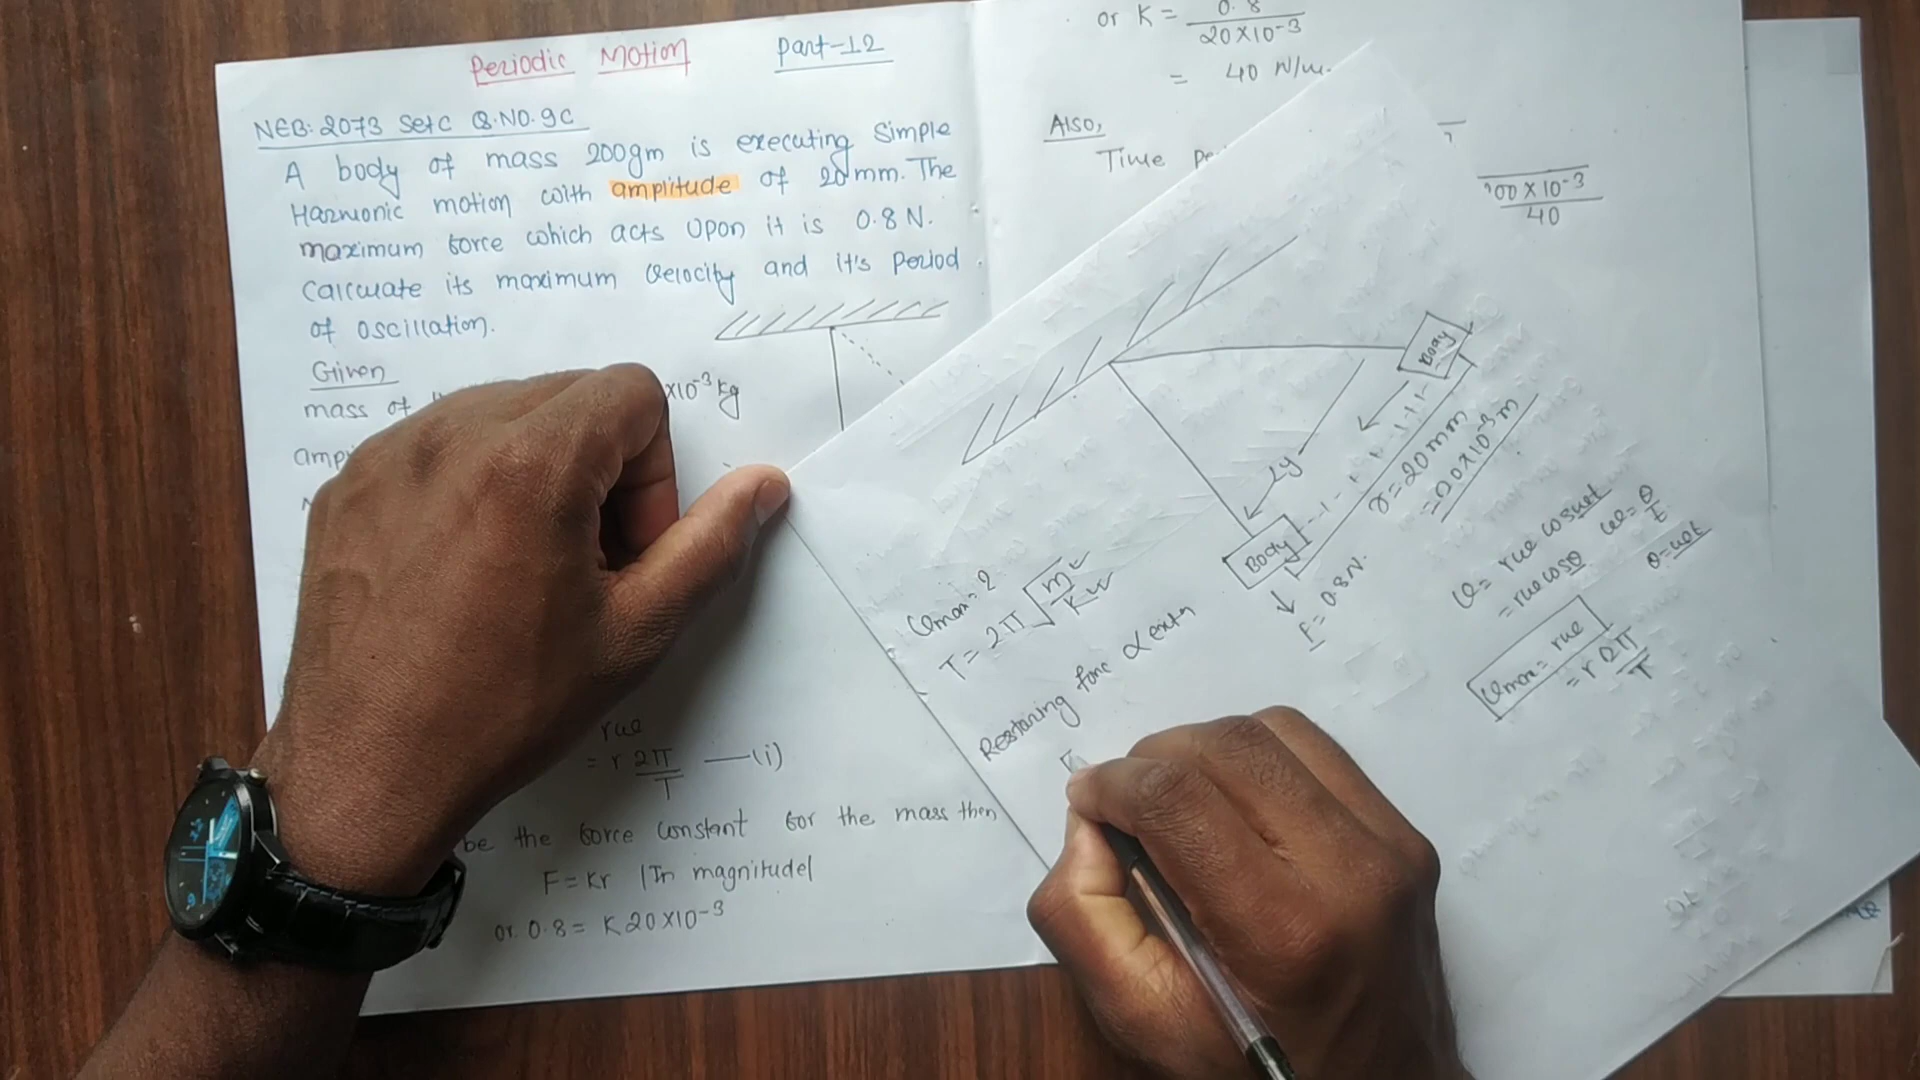 Periodic Motion Part-12
NEB: 2073 Set C Q.NO.9C
A body of mass 200gm is executing Simple
Harmonic motion with amplitude of 20mm. The
maximum force which acts Upon it is 0.8 N.
Calculate its maximum velocity and it's Period
of oscillation.
Given
mass of
×10⁻³ kg
rω
= r 2π/T —(i)
be the force constant for the mass then
F = Kr |In magnitude|
or 0.8 = K 20×10⁻³
or K = 0.8/20×10⁻³
= 40 N/m.
Also,
Time
00×10⁻³/40
Body
r = 20mm
= 20×10⁻³m
Body
F = 0.8N.
vmax = ?
T = 2π √m/K
Restoring force α extn
F
v = rω cosωt
= rω cosθ
ω = θ/t
θ = ωt
vmax = rω
= r 2π/T